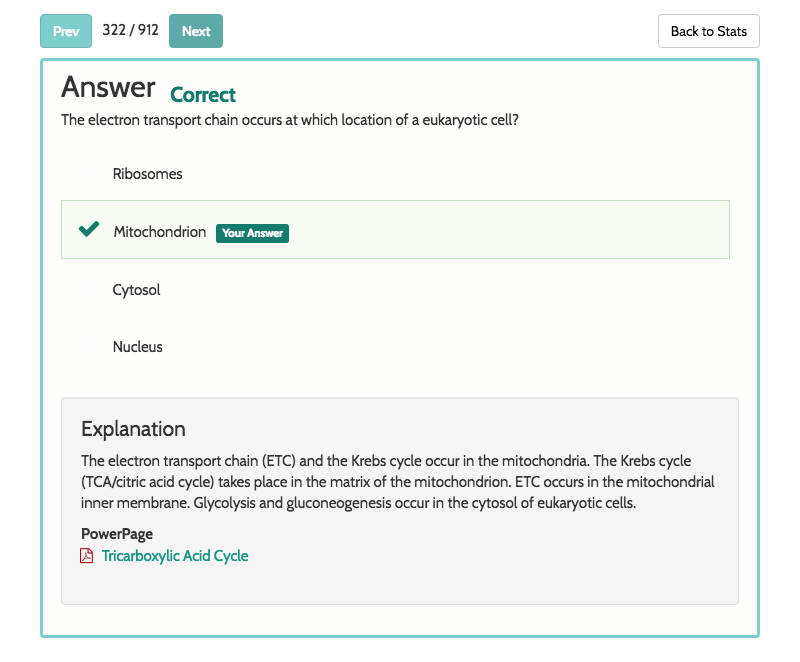 Prev 322 / 912 Next Back to Stats
Answer Correct
The electron transport chain occurs at which location of a eukaryotic cell?
Ribosomes
Mitochondrion Your Answer
Cytosol
Nucleus
Explanation
The electron transport chain (ETC) and the Krebs cycle occur in the mitochondria. The Krebs cycle
(TCA/citric acid cycle) takes place in the matrix of the mitochondrion. ETC occurs in the mitochondrial
inner membrane. Glycolysis and gluconeogenesis occur in the cytosol of eukaryotic cells.
PowerPage
Tricarboxylic Acid Cycle